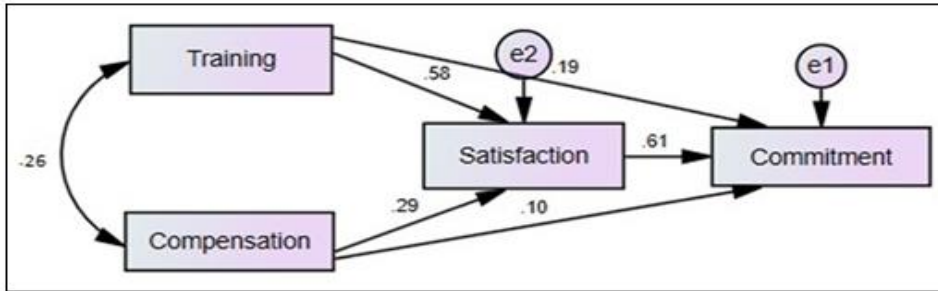 Training
e2
e1
.58
.19
.26
Satisfaction
.61
Commitment
.29
.10
Compensation